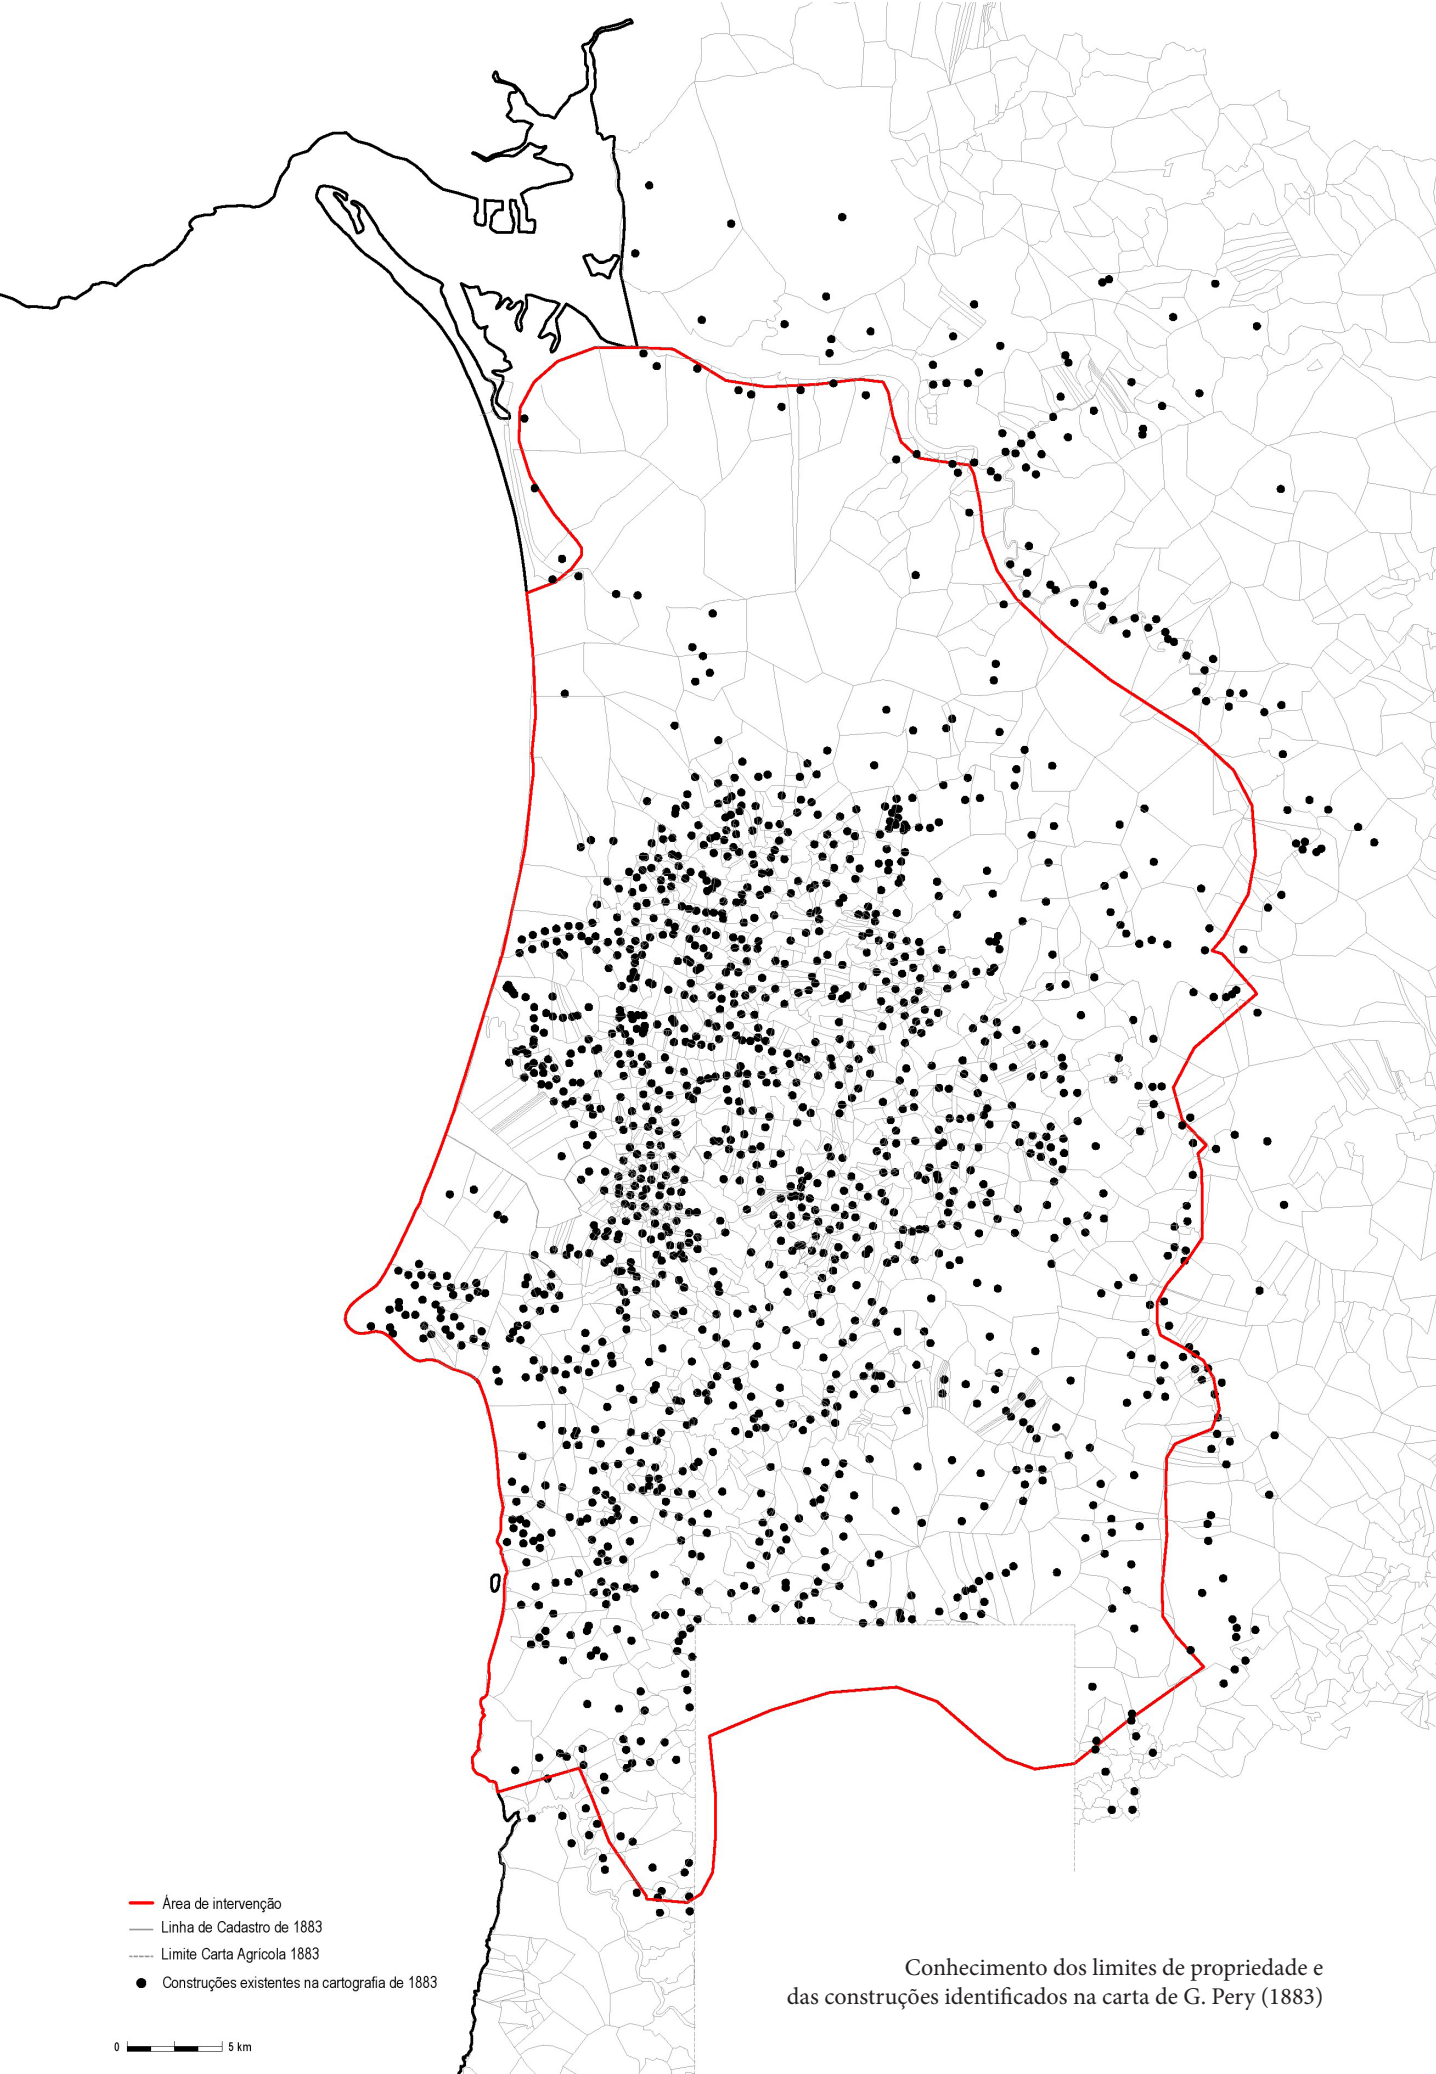 Área de intervenção
Linha de Cadastro de 1883
Limite Carta Agrícola 1883
Construções existentes na cartografia de 1883
0 5 km
Conhecimento dos limites de propriedade e
das construções identificados na carta de G. Pery (1883)